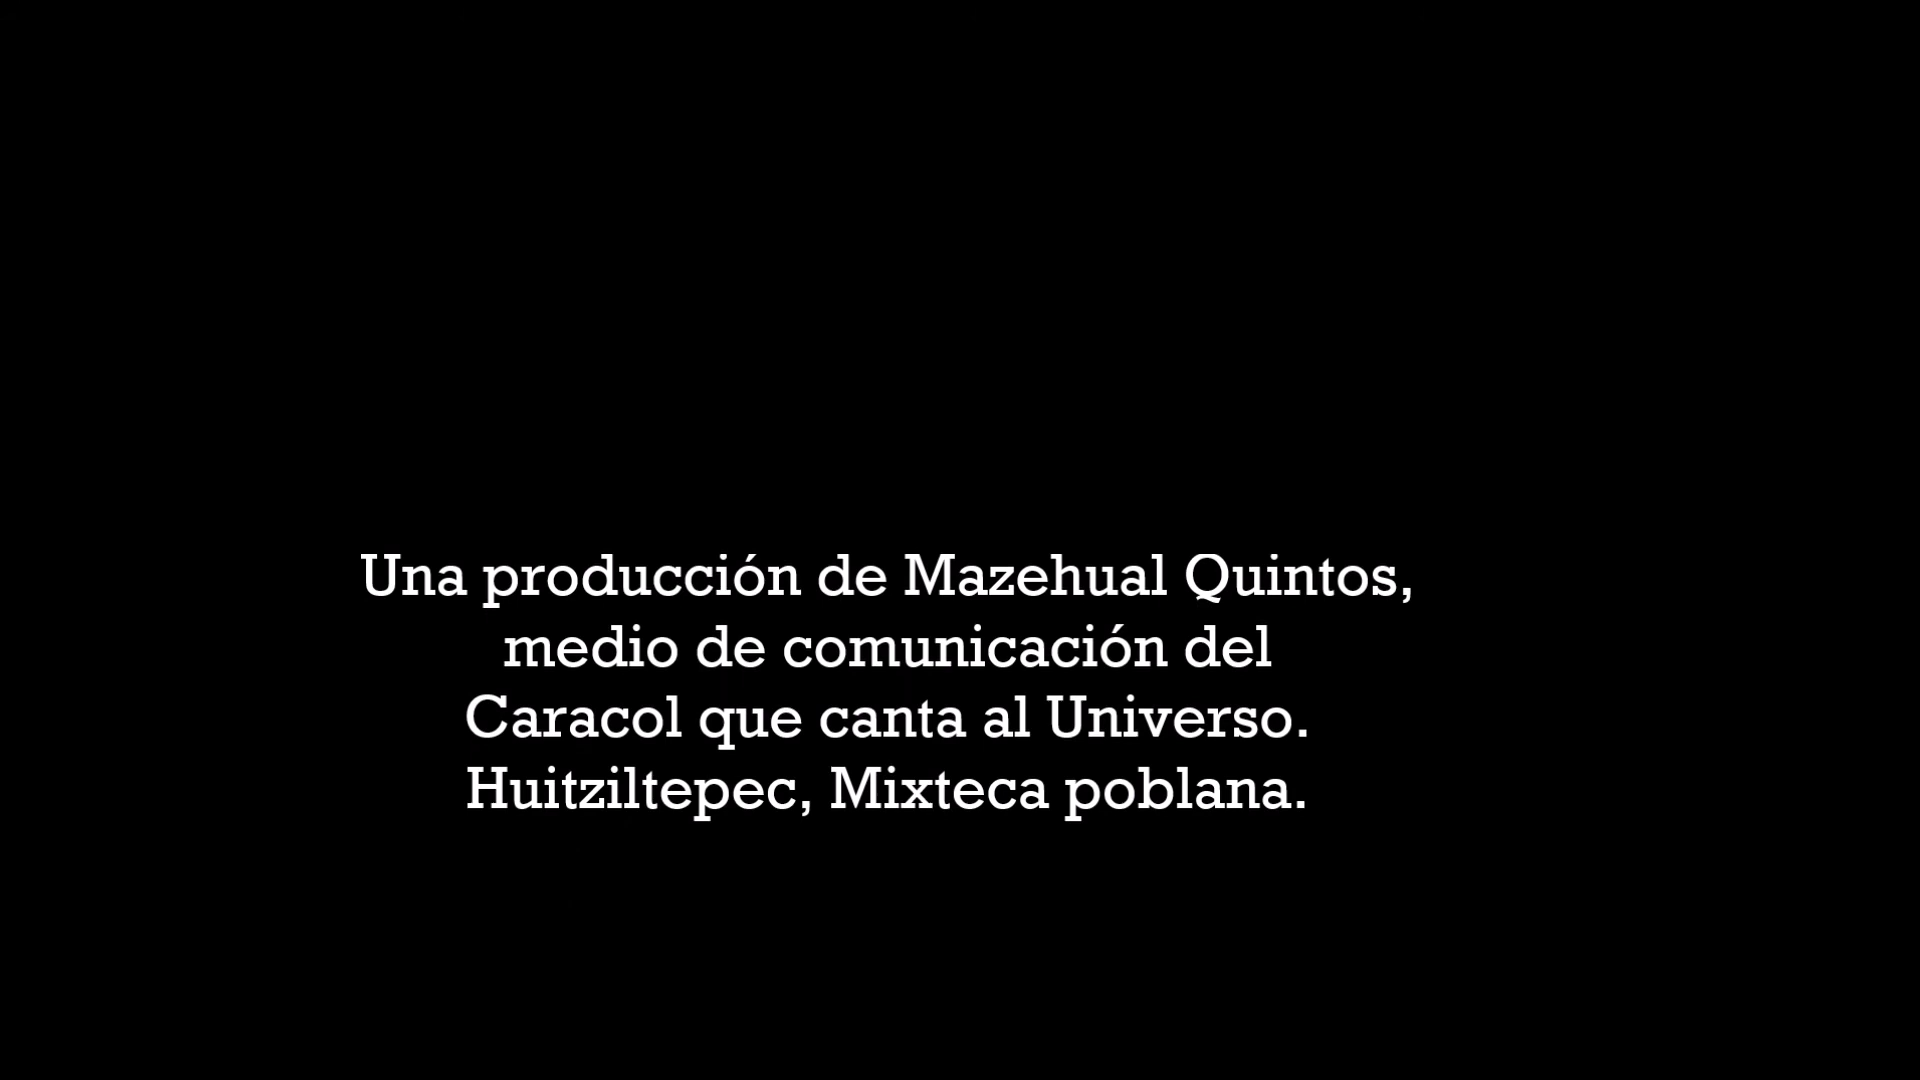 Una producción de Mazehual Quintos,
medio de comunicación del
Caracol que canta al Universo.
Huitziltepec, Mixteca poblana.